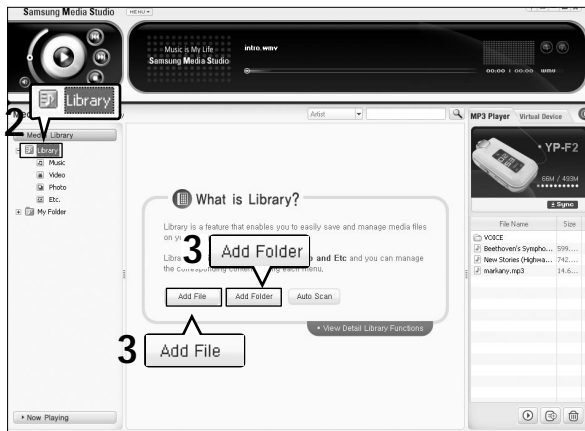 Samsung Media Studio
MENU
Music is My Life
Samsung Media Studio
intro.wmv
00:00 | 00:00 WMV
Library
2
Media Library
Library
Music
Video
Photo
Etc.
My Folder
Now Playing
Artist
What is Library?
Library is a feature that enables you to easily save and manage media files
on
3
Add Folder
and Etc and you can manage
the corresponding each menu.
Add File
Add Folder
Auto Scan
View Detail Library Functions
3
Add File
MP3 Player
Virtual Device
YP-F2
66M / 493M
Sync
File Name Size
VOICE
Beethoven's Sympho... 599....
New Stories (Highwa... 742....
markany.mp3 14.6...